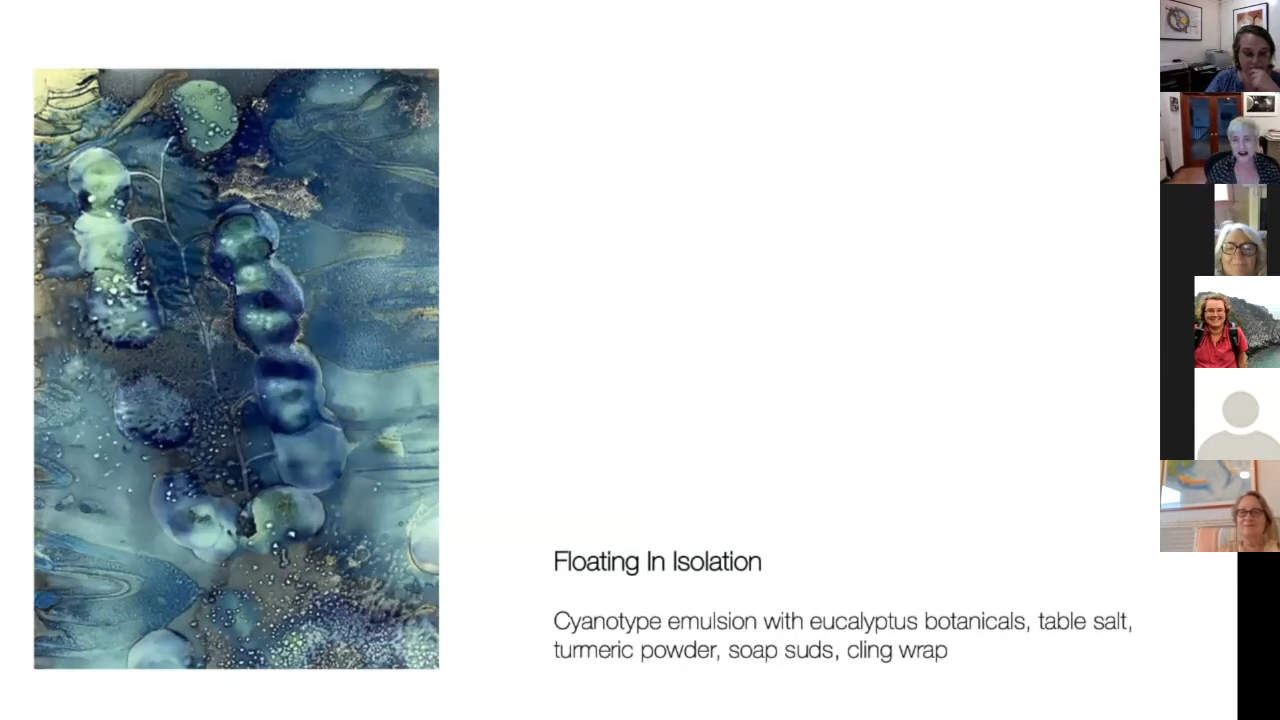 Floating In Isolation
Cyanotype emulsion with eucalyptus botanicals, table salt,
turmeric powder, soap suds, cling wrap